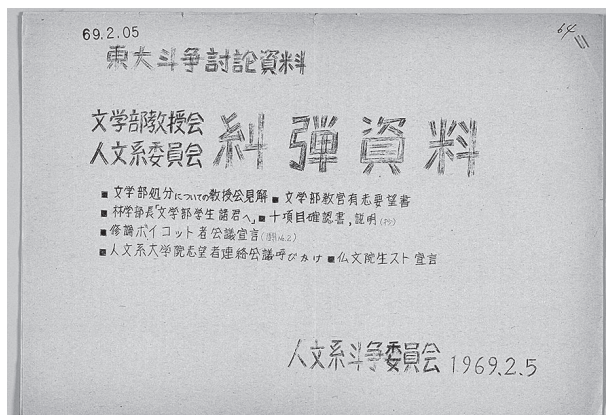 69.2.05
64
東大斗争討論資料
文学部教授会
人文系委員会 糾弾資料
■ 文学部処分についての教授会見解 ■ 文学部教官有志要望書
■ 林学部長「文学部学生諸君へ」 ■ 十項目確認書, 説明
■ 修論ボイコット者会議宣言
■ 人文系大学院志望者連絡会議呼びかけ ■ 仏文院生スト宣言
人文系斗争委員会 1969.2.5